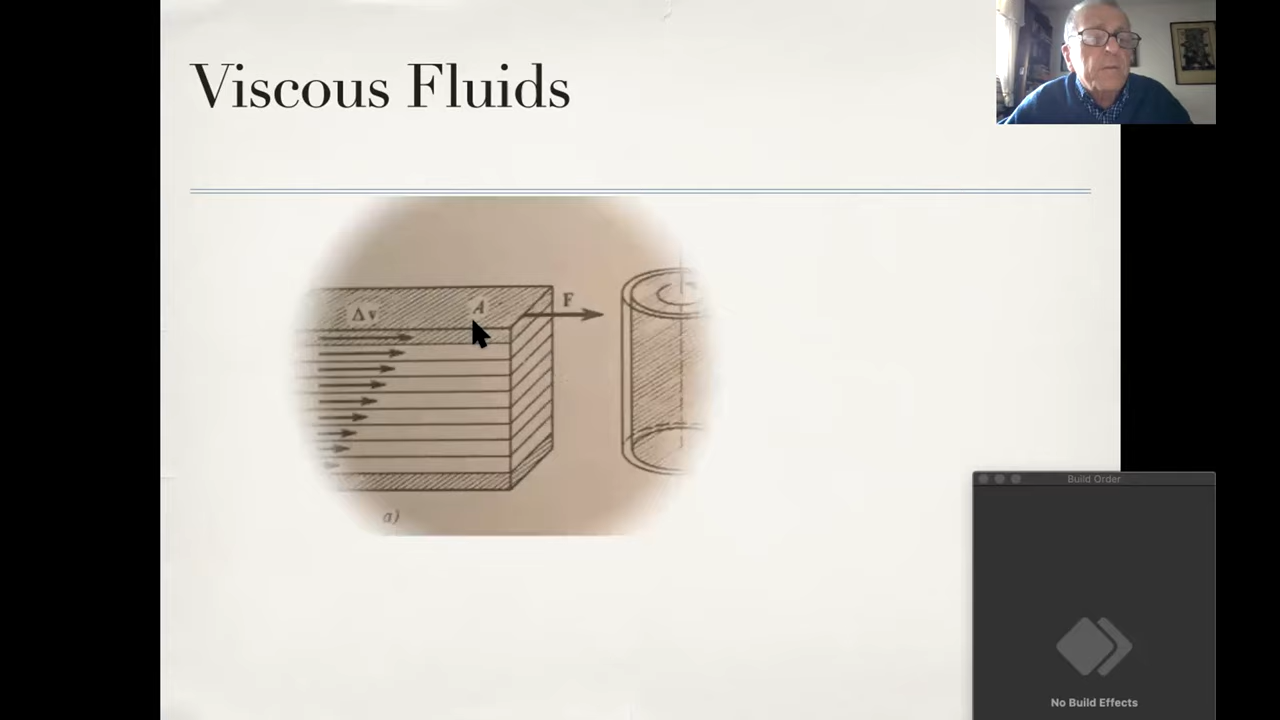 Viscous Fluids
F
Δv
A
a)
Build Order
No Build Effects